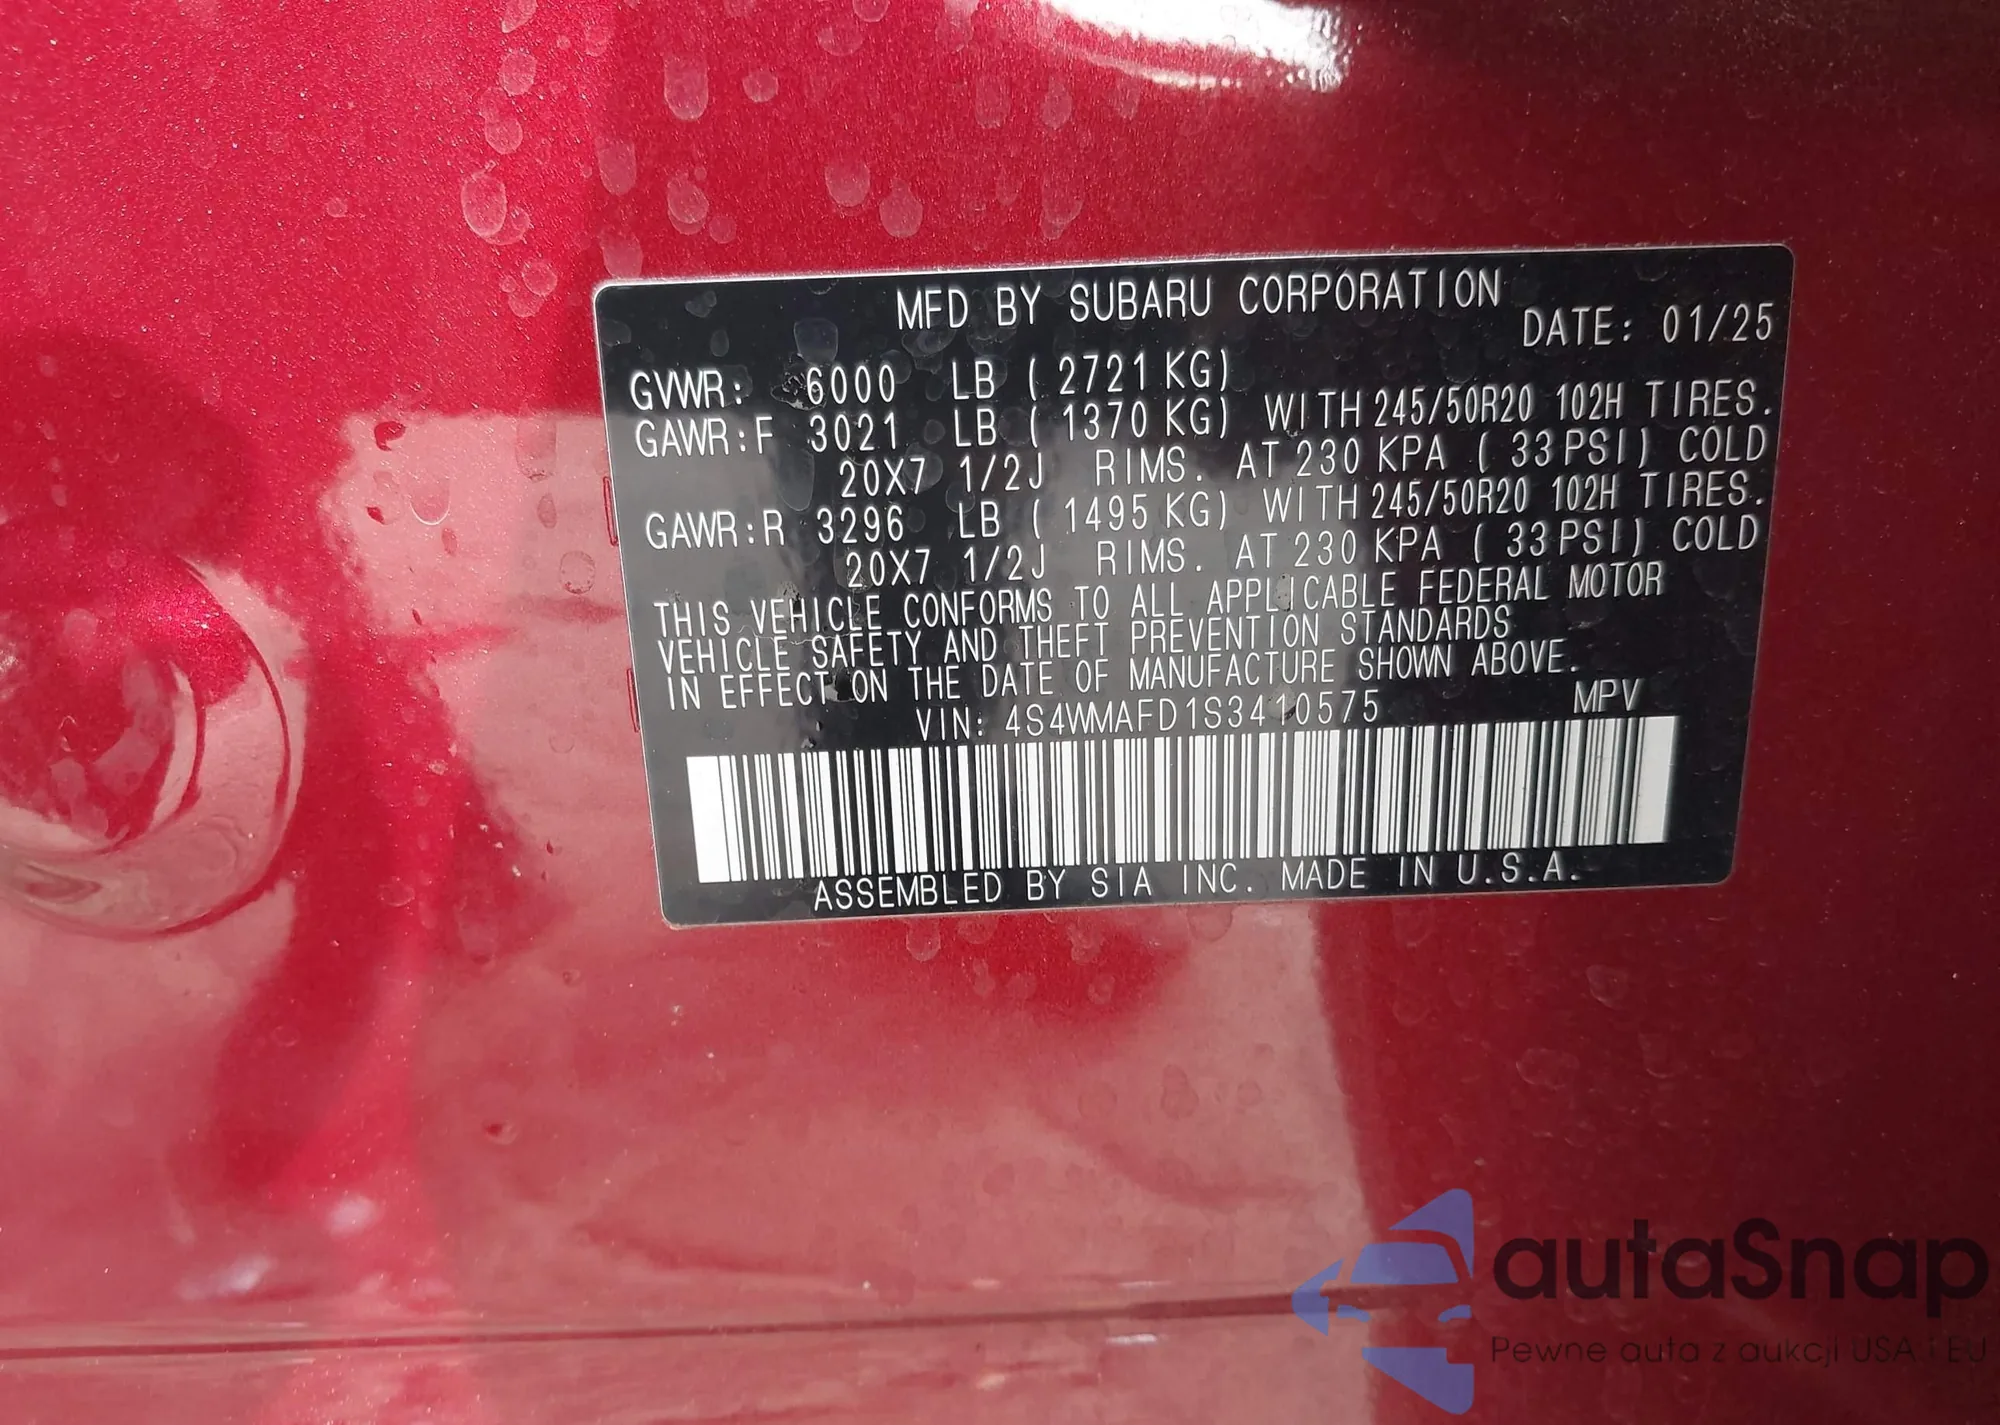 MFD BY SUBARU CORPORATION
DATE: 01/25
GVWR: 6000 LB ( 2721 KG)
GAWR:F 3021 LB ( 1370 KG) WITH 245/50R20 102H TIRES.
20X7 1/2J RIMS. AT 230 KPA ( 33 PSI) COLD
GAWR:R 3296 LB ( 1495 KG) WITH 245/50R20 102H TIRES.
20X7 1/2J RIMS. AT 230 KPA ( 33 PSI) COLD
THIS VEHICLE CONFORMS TO ALL APPLICABLE FEDERAL MOTOR
VEHICLE SAFETY AND THEFT PREVENTION STANDARDS
IN EFFECT ON THE DATE OF MANUFACTURE SHOWN ABOVE.
VIN: 4S4WMAFD1S3410575 MPV
ASSEMBLED BY SIA INC. MADE IN U.S.A.
autaSnap
Pewne auta z aukcji USA i EU